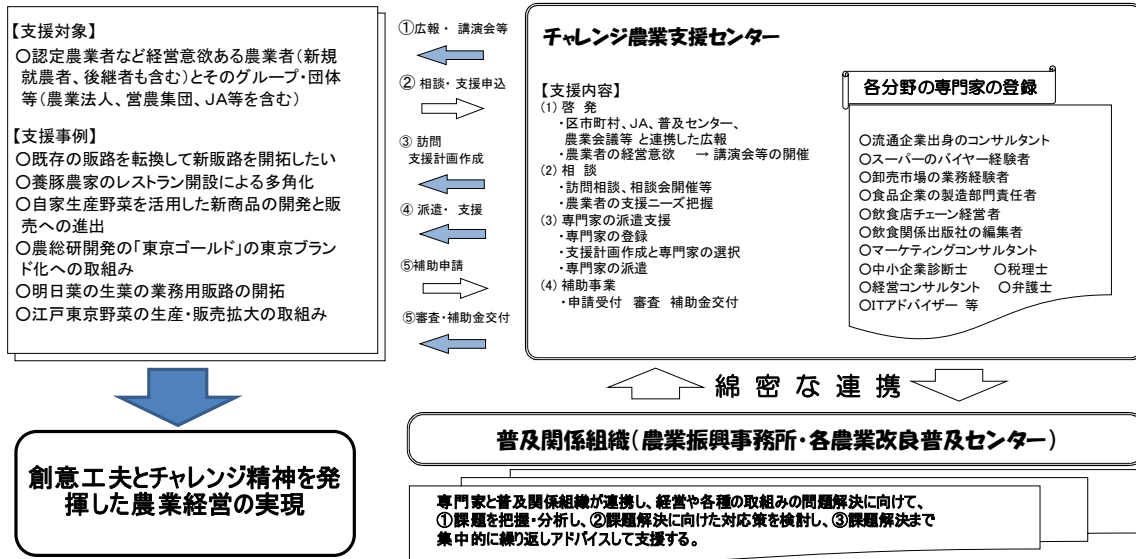 【支援対象】
○認定農業者など経営意欲ある農業者(新規
就農者、後継者も含む)とそのグループ・団体
等(農業法人、営農集団、JA等を含む)
【支援事例】
○既存の販路を転換して新販路を開拓したい
○養豚農家のレストラン開設による多角化
○自家生産野菜を活用した新商品の開発と販
売への進出
○農総研開発の「東京ゴールド」の東京ブラン
ド化への取組み
○明日葉の生葉の業務用販路の開拓
○江戸東京野菜の生産・販売拡大の取組み
①広報・ 講演会等
② 相談・ 支援申込
③ 訪問
支援計画作成
④ 派遣・ 支援
⑤補助申請
⑤審査・補助金交付
チャレンジ農業支援センター
【支援内容】
(1) 啓 発
・区市町村、JA、普及センター、
農業会議等 と連携した広報
・農業者の経営意欲 → 講演会等の開催
(2) 相 談
・訪問相談、相談会開催等
・農業者の支援ニーズ把握
(3) 専門家の派遣支援
・専門家の登録
・支援計画作成と専門家の選択
・専門家の派遣
(4) 補助事業
・申請受付 審査 補助金交付
各分野の専門家の登録
○流通企業出身のコンサルタント
○スーパーのバイヤー経験者
○卸売市場の業務経験者
○食品企業の製造部門責任者
○飲食店チェーン経営者
○飲食関係出版社の編集者
○マーケティングコンサルタント
○中小企業診断士 ○税理士
○経営コンサルタント ○弁護士
○ITアドバイザー 等
綿 密 な 連 携
普及関係組織(農業振興事務所・各農業改良普及センター)
専門家と普及関係組織が連携し、経営や各種の取組みの問題解決に向けて、
①課題を把握・分析し、②課題解決に向けた対応策を検討し、③課題解決まで
集中的に繰り返しアドバイスして支援する。
創意工夫とチャレンジ精神を発
揮した農業経営の実現